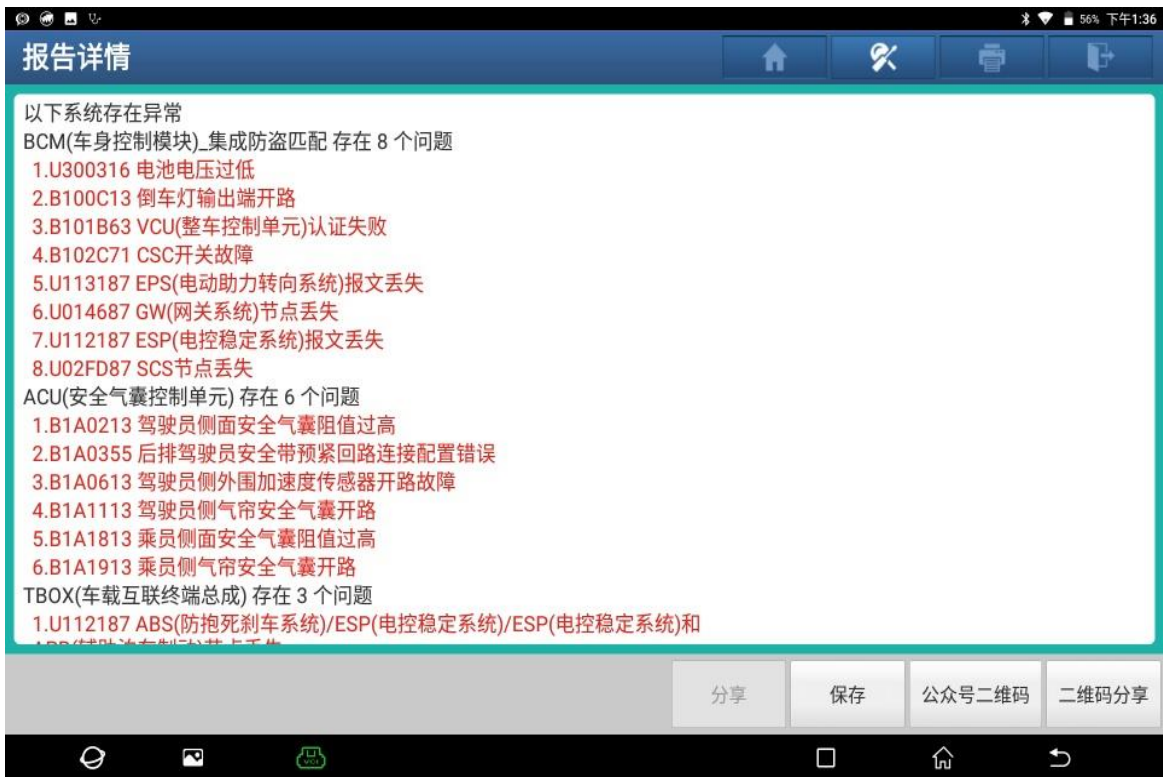 56% 下午1:36
报告详情
以下系统存在异常
BCM(车身控制模块)_集成防盗匹配 存在 8 个问题
1.U300316 电池电压过低
2.B100C13 倒车灯输出端开路
3.B101B63 VCU(整车控制单元)认证失败
4.B102C71 CSC开关故障
5.U113187 EPS(电动助力转向系统)报文丢失
6.U014687 GW(网关系统)节点丢失
7.U112187 ESP(电控稳定系统)报文丢失
8.U02FD87 SCS节点丢失
ACU(安全气囊控制单元) 存在 6 个问题
1.B1A0213 驾驶员侧面安全气囊阻值过高
2.B1A0355 后排驾驶员安全带预紧回路连接配置错误
3.B1A0613 驾驶员侧外围加速度传感器开路故障
4.B1A1113 驾驶员侧气帘安全气囊开路
5.B1A1813 乘员侧面安全气囊阻值过高
6.B1A1913 乘员侧气帘安全气囊开路
TBOX(车载互联终端总成) 存在 3 个问题
1.U112187 ABS(防抱死刹车系统)/ESP(电控稳定系统)/ESP(电控稳定系统)和
分享
保存
公众号二维码
二维码分享
VCI